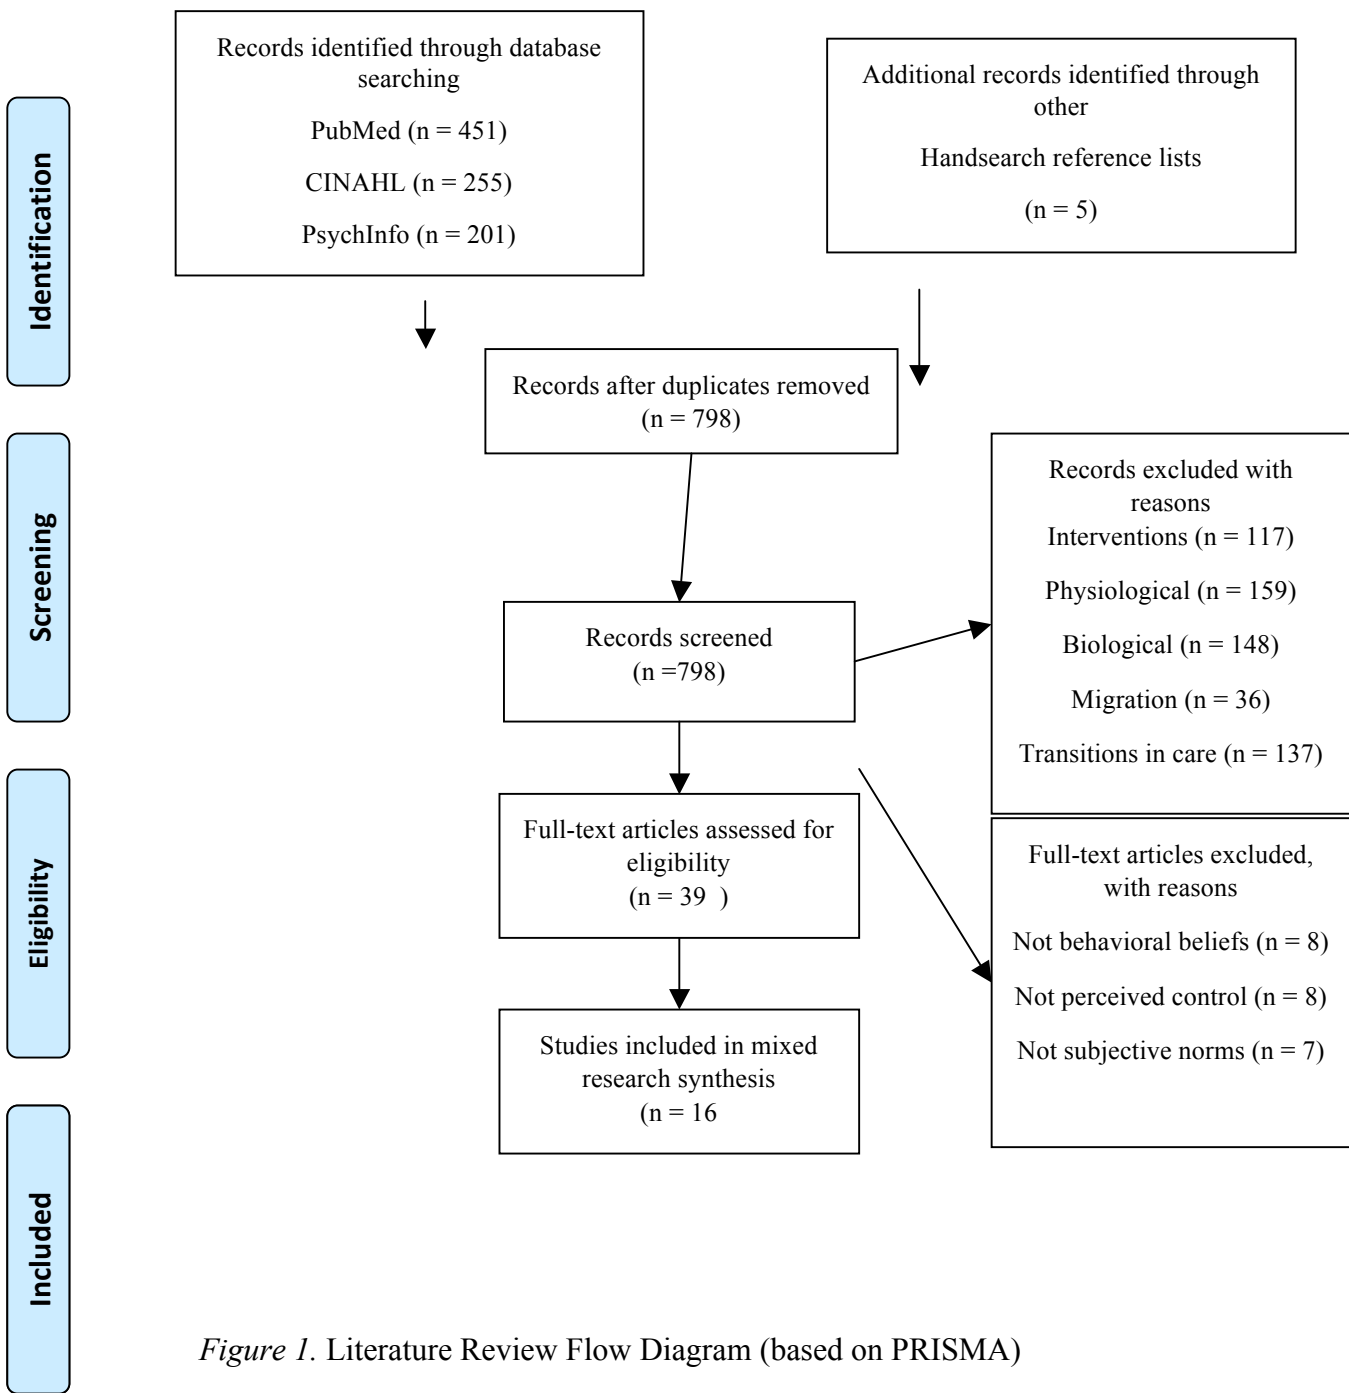 Identification
Records identified through database
searching
PubMed (n = 451)
CINAHL (n = 255)
PsychInfo (n = 201)
Additional records identified through
other
Handsearch reference lists
(n = 5)
Records after duplicates removed
(n = 798)
Screening
Records screened
(n =798)
Records excluded with
reasons
Interventions (n = 117)
Physiological (n = 159)
Biological (n = 148)
Migration (n = 36)
Transitions in care (n = 137)
Eligibility
Full-text articles assessed for
eligibility
(n = 39   )
Full-text articles excluded,
with reasons
Not behavioral beliefs (n = 8)
Not perceived control (n = 8)
Not subjective norms (n = 7)
Included
Studies included in mixed
research synthesis
(n = 16
Figure 1. Literature Review Flow Diagram (based on PRISMA)